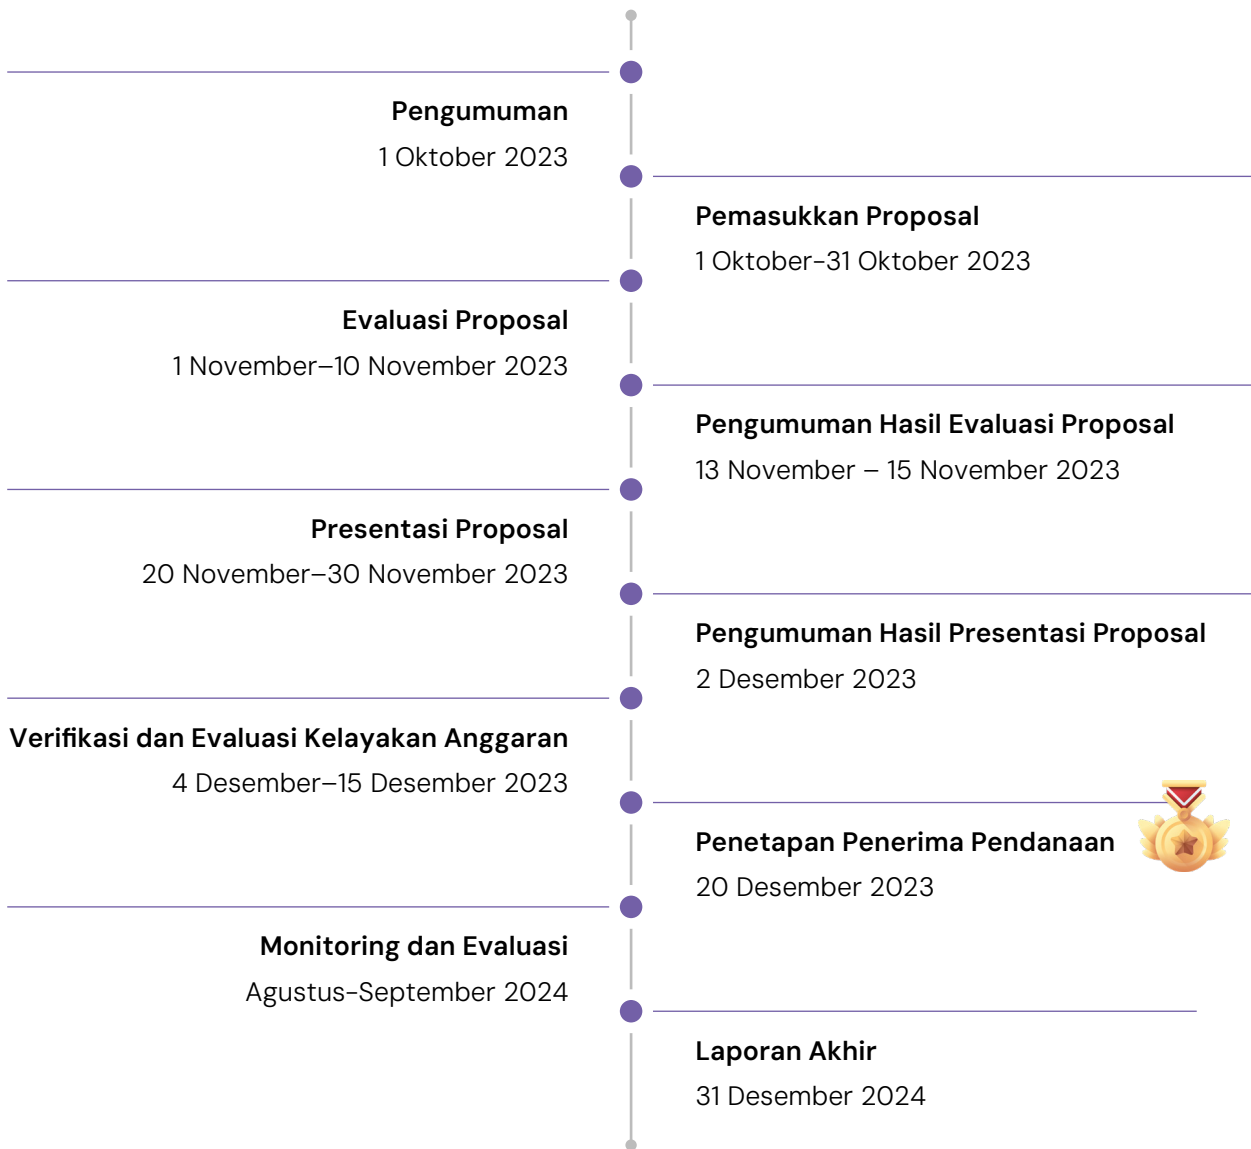 Pengumuman
1 Oktober 2023
Pemasukkan Proposal
1 Oktober-31 Oktober 2023
Evaluasi Proposal
1 November–10 November 2023
Pengumuman Hasil Evaluasi Proposal
13 November – 15 November 2023
Presentasi Proposal
20 November–30 November 2023
Pengumuman Hasil Presentasi Proposal
2 Desember 2023
Verifikasi dan Evaluasi Kelayakan Anggaran
4 Desember–15 Desember 2023
Penetapan Penerima Pendanaan
20 Desember 2023
Monitoring dan Evaluasi
Agustus-September 2024
Laporan Akhir
31 Desember 2024